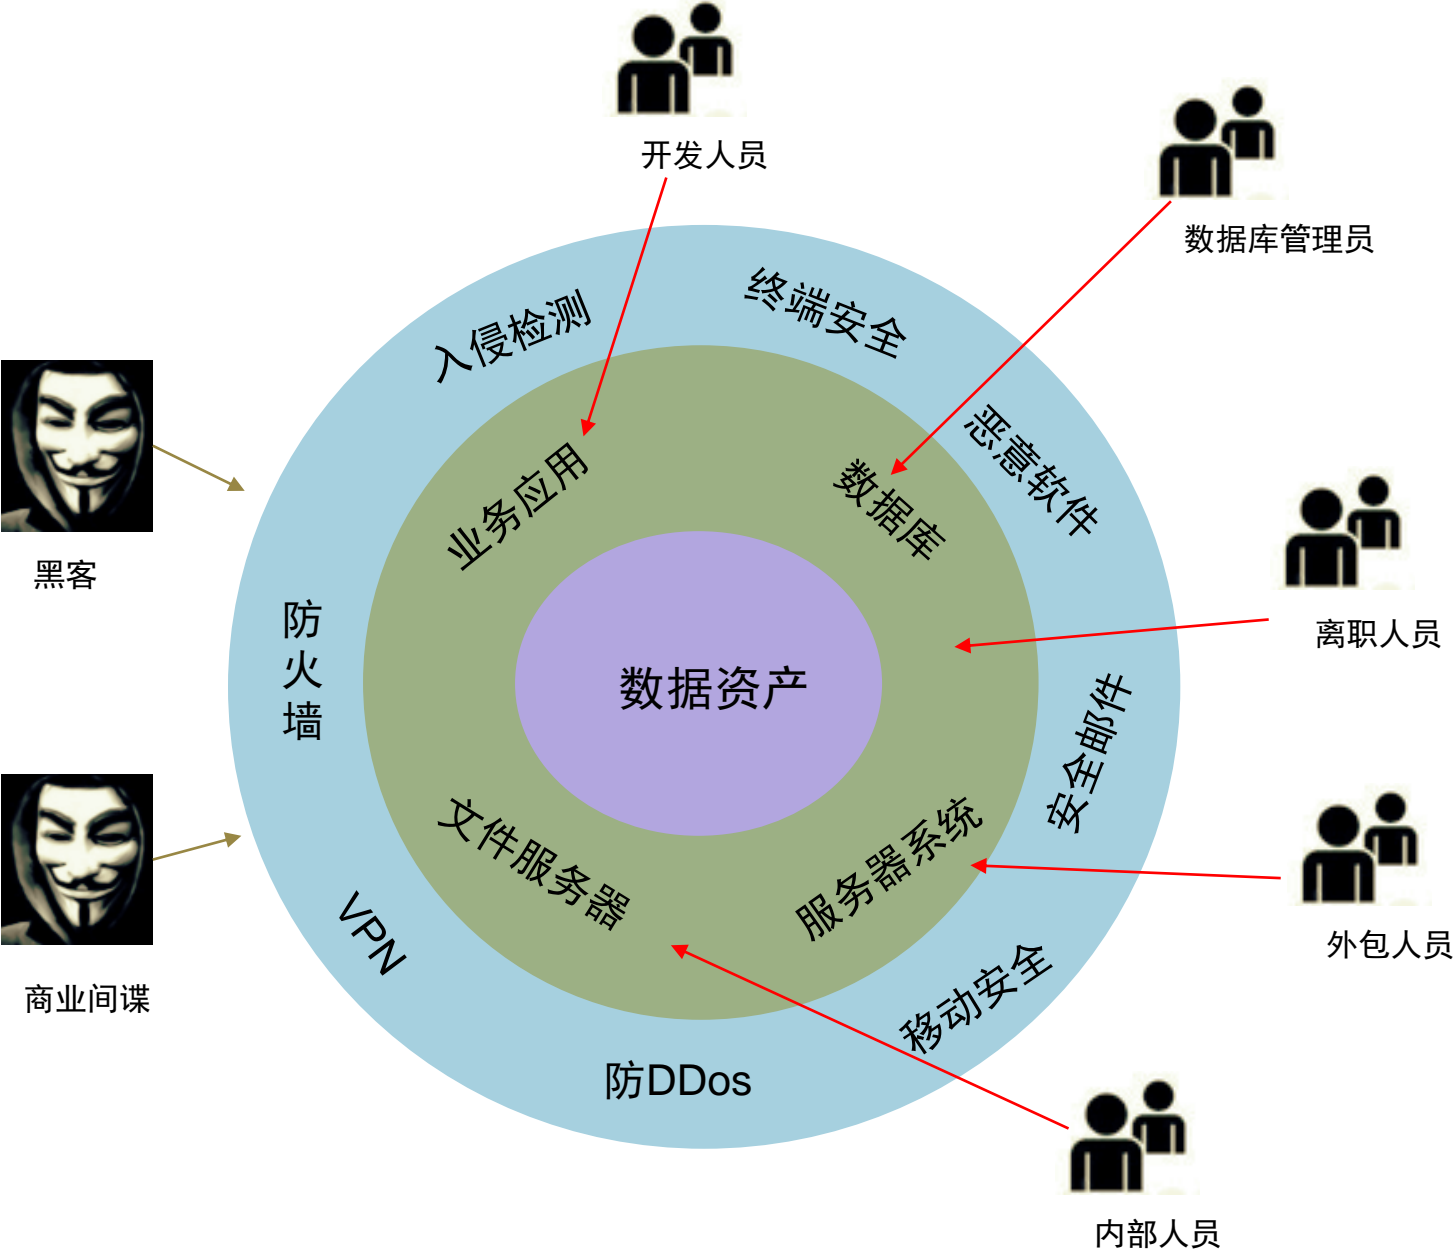 开发人员
数据库管理员
入侵检测
终端安全
恶意软件
业务应用
数据库
黑客
防
火
墙
离职人员
数据资产
安全邮件
文件服务器
服务器系统
VPN
外包人员
商业间谍
移动安全
防DDos
内部人员